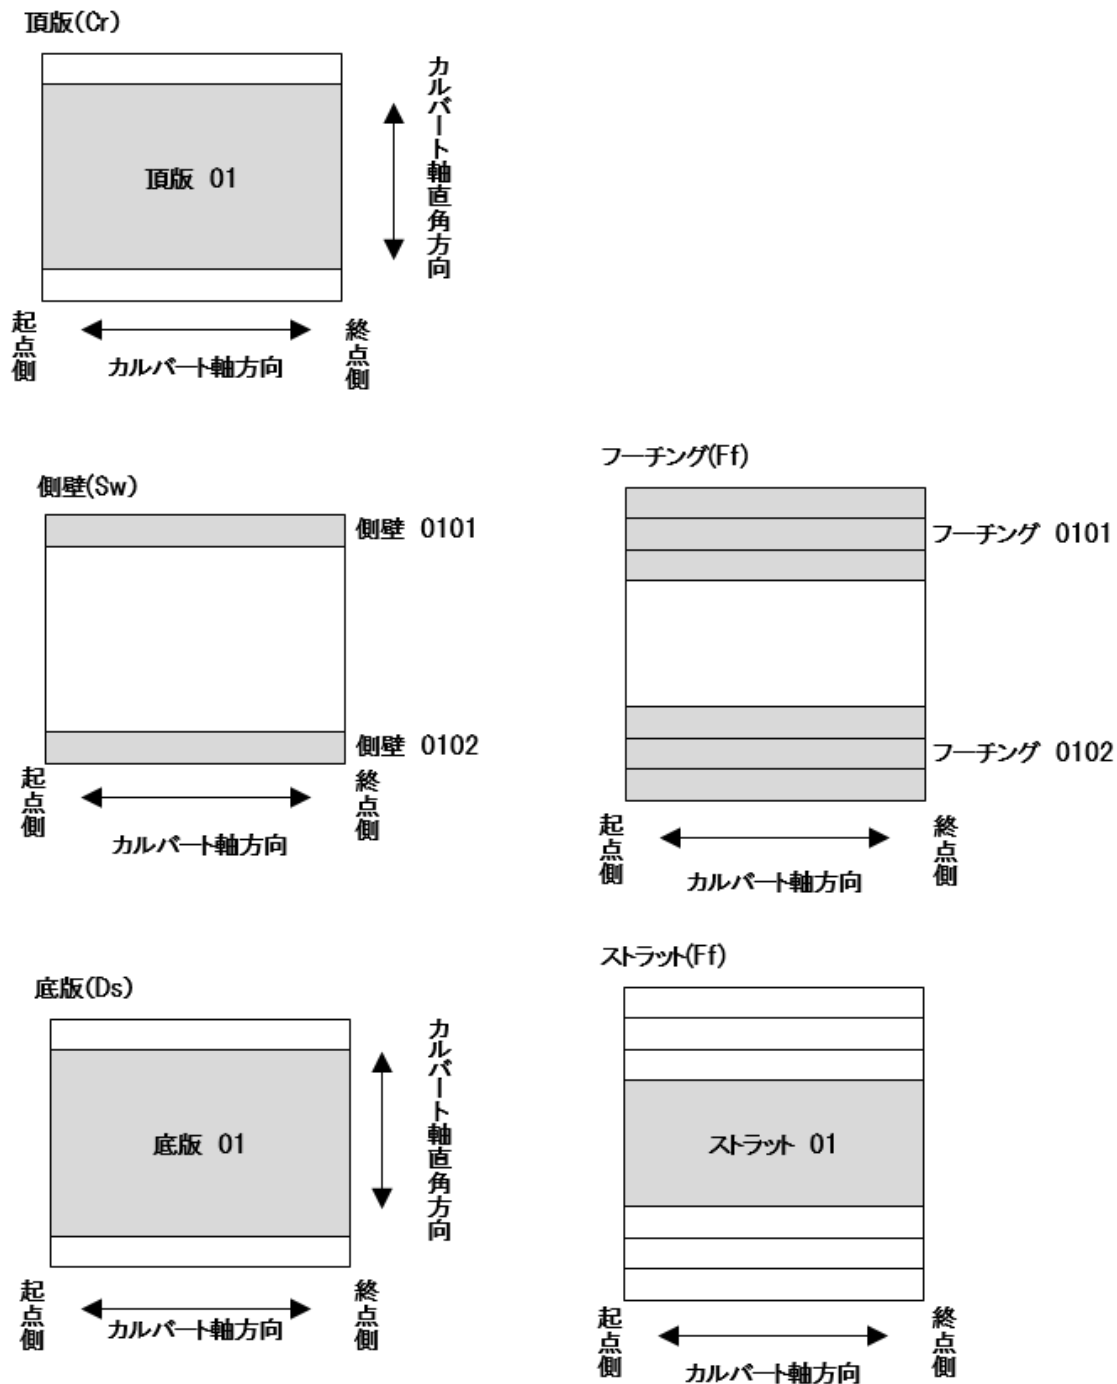 頂版(Cr)
カルバート軸直角方向
頂版 01
起点側
カルバート軸方向
終点側
側壁(Sw)
側壁 0101
側壁 0102
起点側
カルバート軸方向
終点側
フーチング(Ff)
フーチング 0101
フーチング 0102
起点側
カルバート軸方向
終点側
底版(Ds)
カルバート軸直角方向
底版 01
起点側
カルバート軸方向
終点側
ストラット(Ff)
ストラット 01
起点側
カルバート軸方向
終点側